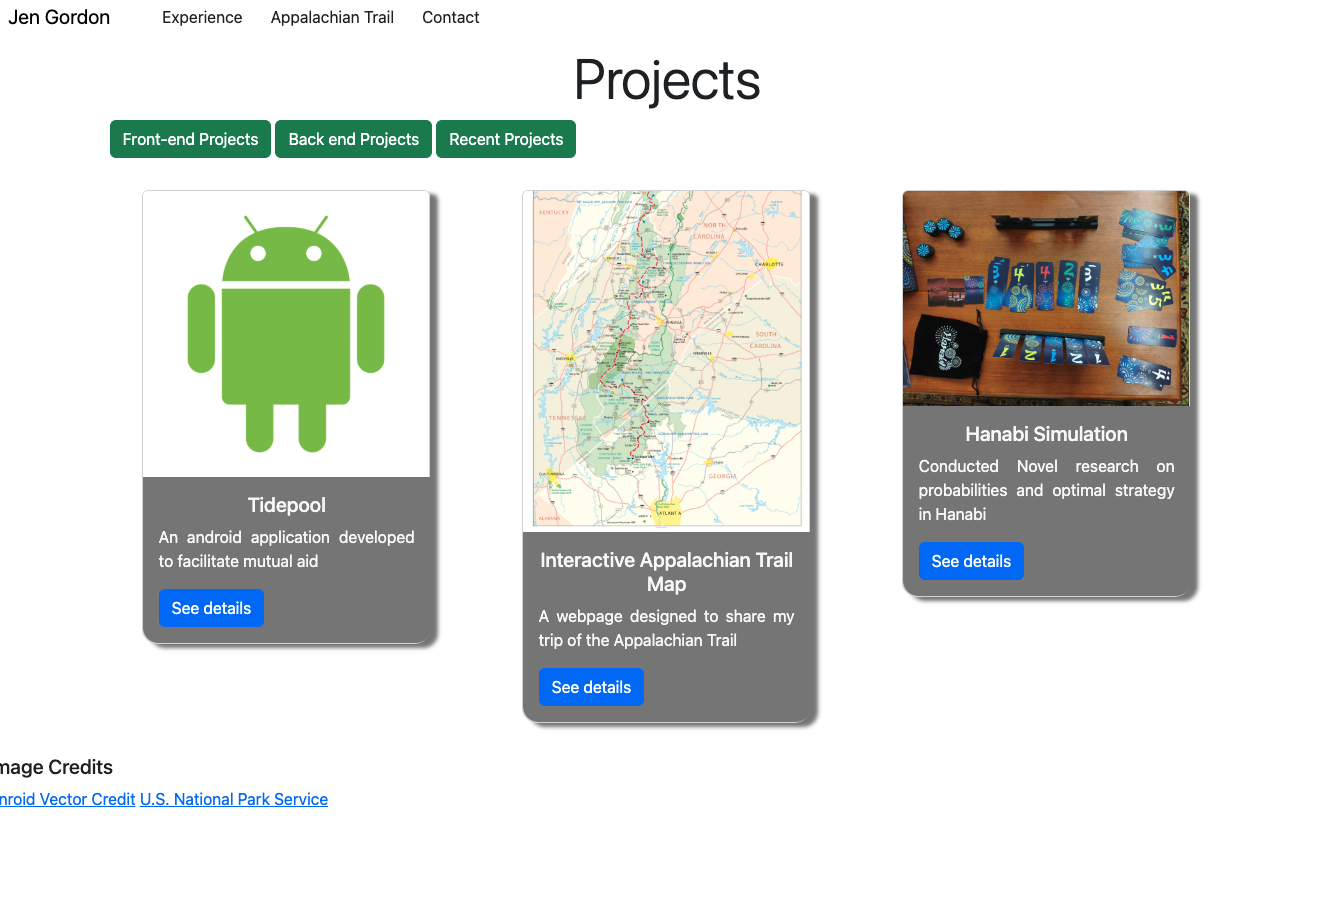 Jen Gordon Experience Appalachian Trail Contact
Projects
Front-end Projects Back end Projects Recent Projects
Tidepool
An android application developed
to facilitate mutual aid
See details
KENTUCKY
NORTH
CAROLINA
CHARLOTTE
SOUTH
CAROLINA
TENNESSEE
GEORGIA
ATLANTA
ALABAMA
Interactive Appalachian Trail
Map
A webpage designed to share my
trip of the Appalachian Trail
See details
Hanabi Simulation
Conducted Novel research on
probabilities and optimal strategy
in Hanabi
See details
mage Credits
nroid Vector Credit U.S. National Park Service